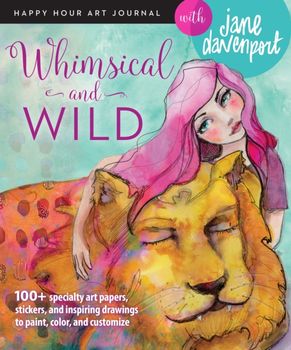 HAPPY HOUR ART JOURNAL
with
jane
davenport
Whimsical
and
WILD
100+ specialty art papers,
stickers, and inspiring drawings
to paint, color, and customize